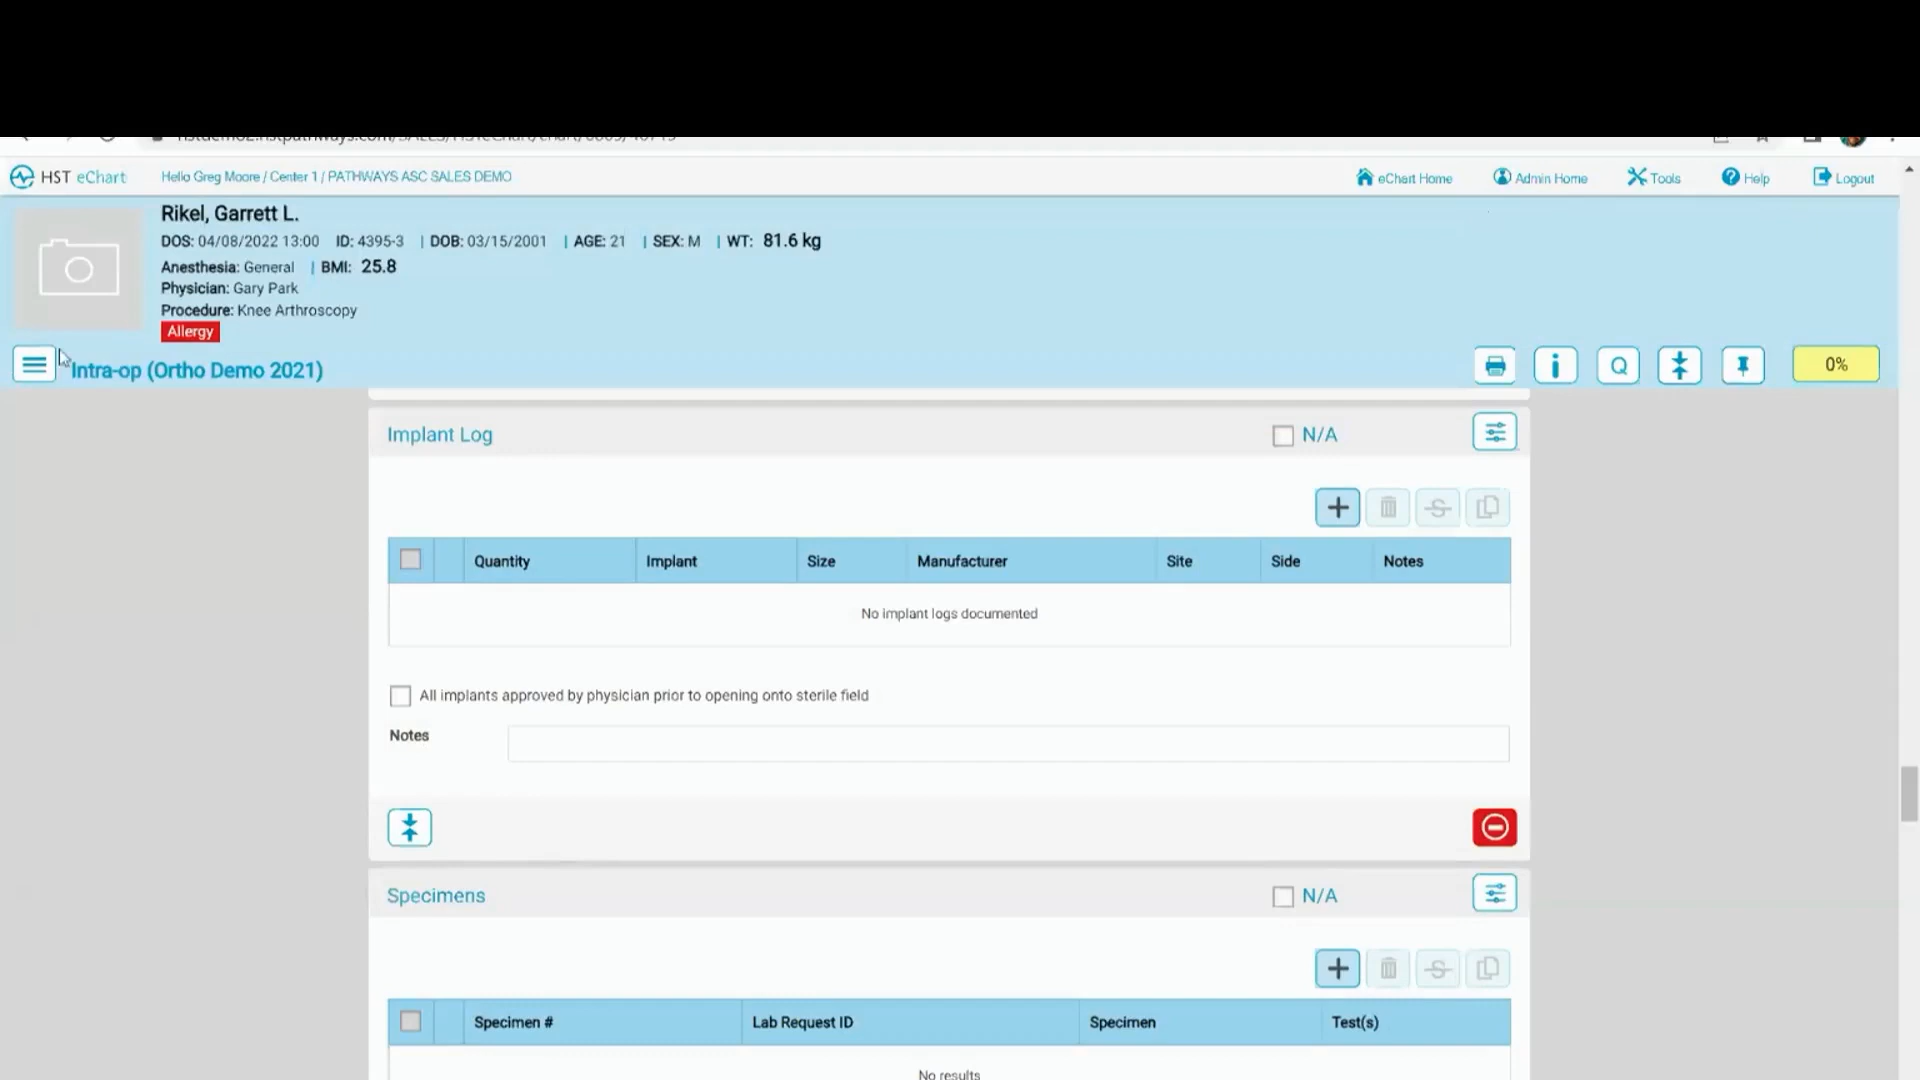 HST eChart
Hello Greg Moore / Center 1 / PATHWAYS ASC SALES DEMO
eChart Home
Admin Home
Tools
Help
Logout
Rikel, Garrett L.
DOS: 04/08/2022 13:00 ID: 4395-3 | DOB: 03/15/2001 | AGE: 21 | SEX: M | WT: 81.6 kg
Anesthesia: General | BMI: 25.8
Physician: Gary Park
Procedure: Knee Arthroscopy
Allergy
Intra-op (Ortho Demo 2021)
Q
0%
Implant Log
N/A
Quantity Implant Size Manufacturer Site Side Notes
No implant logs documented
All implants approved by physician prior to opening onto sterile field
Notes
Specimens
N/A
Specimen # Lab Request ID Specimen Test(s)
No results